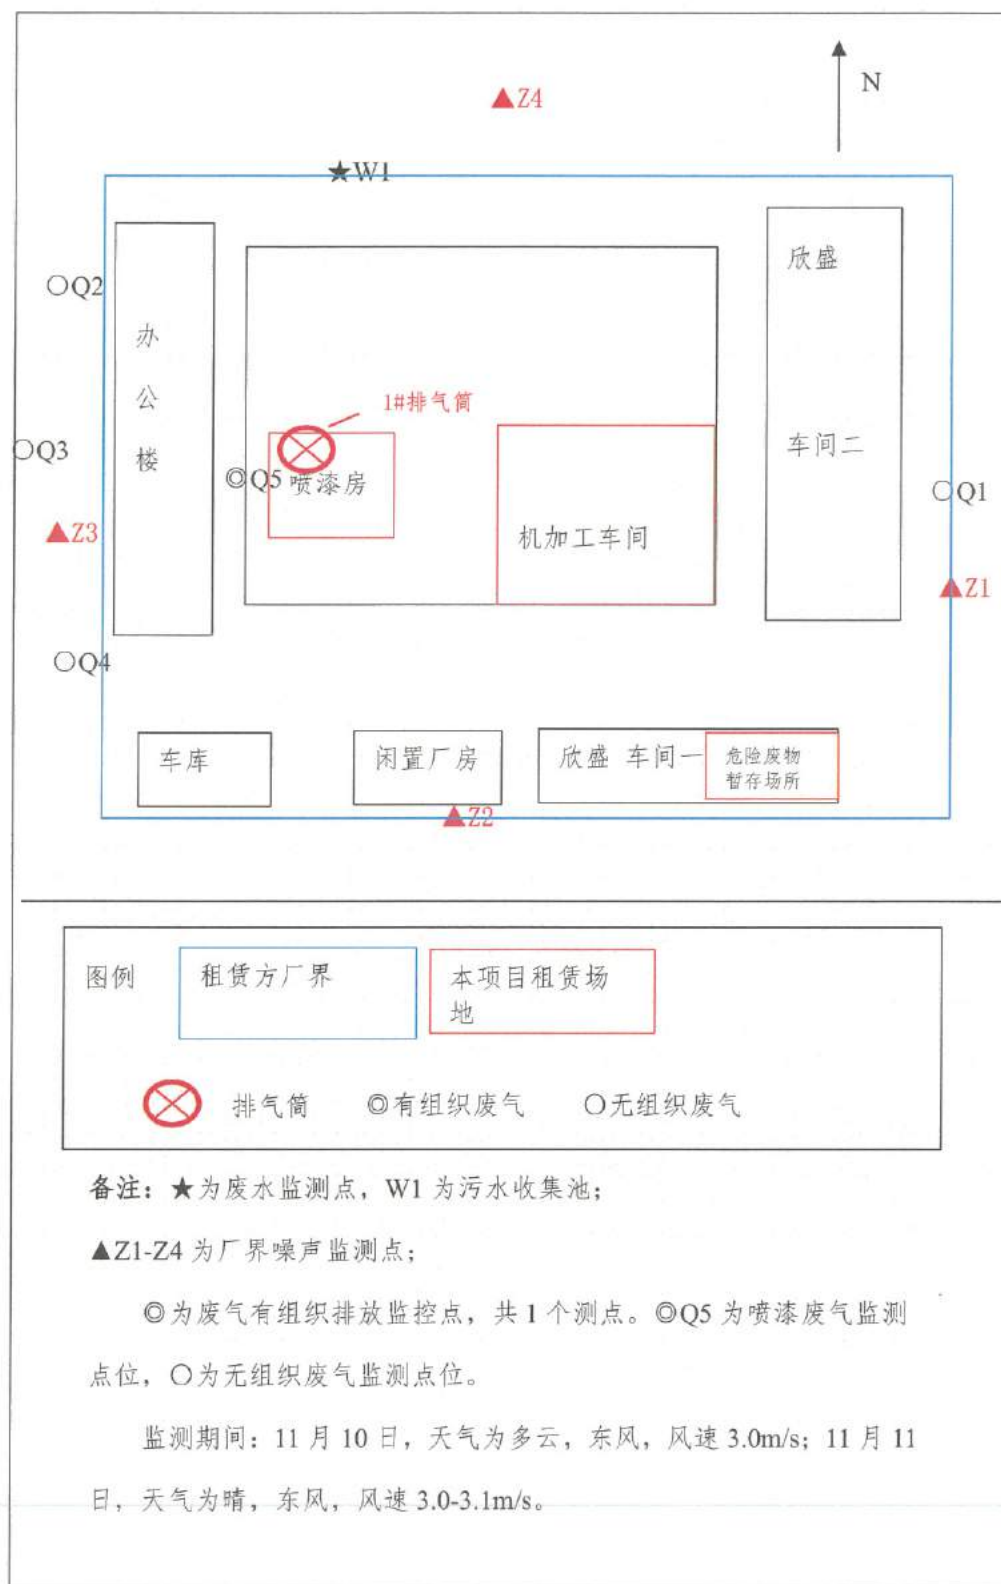 ▲Z4
N
★W1
欣盛
○Q2
办
公
楼
1#排气筒
○Q3
车间二
◎Q5
喷漆房
○Q1
▲Z3
机加工车间
▲Z1
○Q4
车库
闲置厂房
欣盛 车间一
危险废物
暂存场所
▲Z2
图例
租赁方厂界
本项目租赁场
地
排气筒
◎有组织废气
○无组织废气
备注：★为废水监测点，W1 为污水收集池；
▲Z1-Z4 为厂界噪声监测点；
◎为废气有组织排放监控点，共 1 个测点。◎Q5 为喷漆废气监测
点位，○为无组织废气监测点位。
监测期间：11 月 10 日，天气为多云，东风，风速 3.0m/s；11 月 11
日，天气为晴，东风，风速 3.0-3.1m/s。